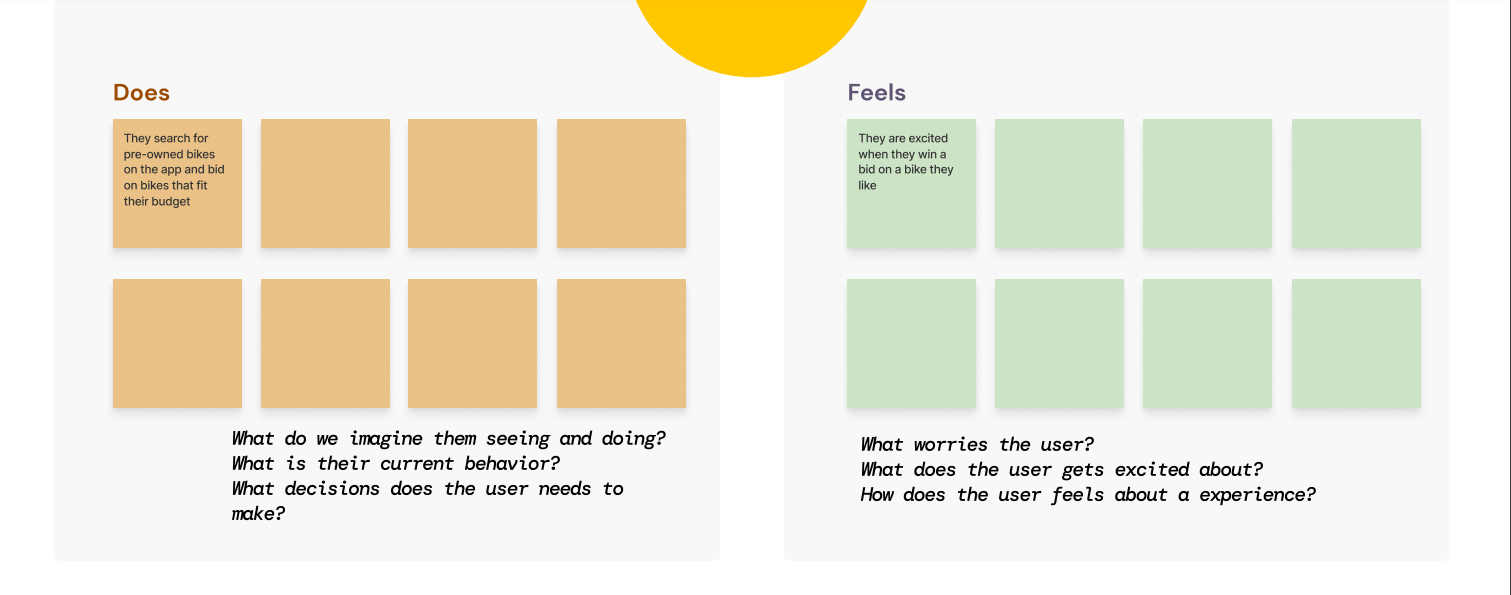 Does
They search for
pre-owned bikes
on the app and bid
on bikes that fit
their budget
What do we imagine them seeing and doing?
What is their current behavior?
What decisions does the user needs to
make?
Feels
They are excited
when they win a
bid on a bike they
like
What worries the user?
What does the user gets excited about?
How does the user feels about a experience?